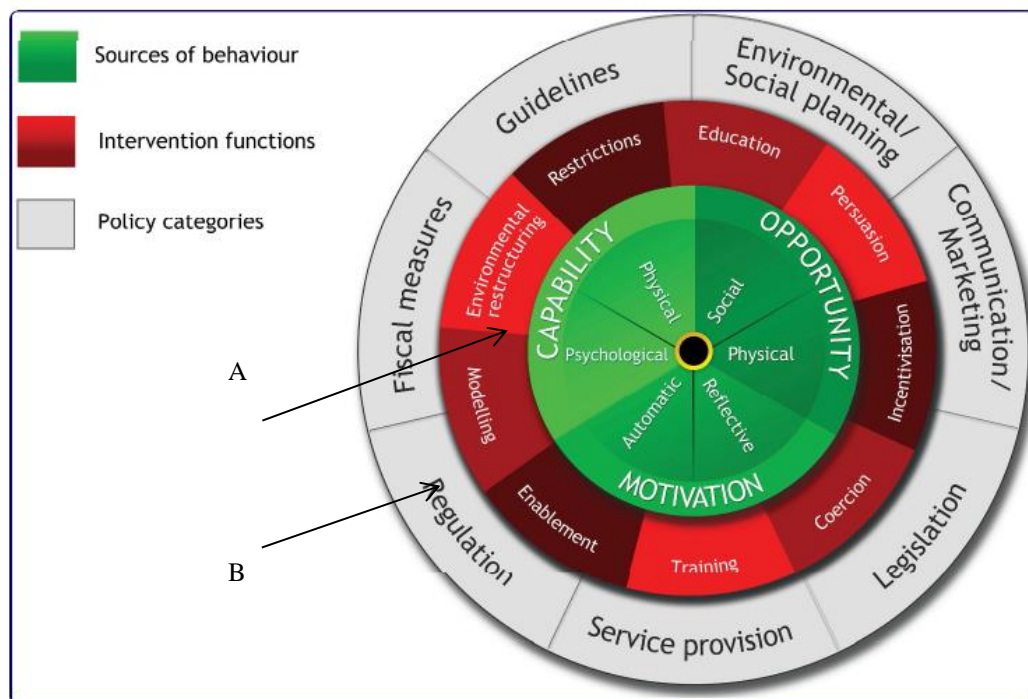 Sources of behaviour
Intervention functions
Policy categories
Guidelines
Environmental/
Social planning
Communication/
Marketing
Legislation
Service provision
Regulation
Fiscal measures
Restrictions
Education
Persuasion
Incentivisation
Coercion
Training
Enablement
Modelling
Environmental
restructuring
CAPABILITY
OPPORTUNITY
MOTIVATION
Physical
Social
Psychological
Physical
Automatic
Reflective
A
B